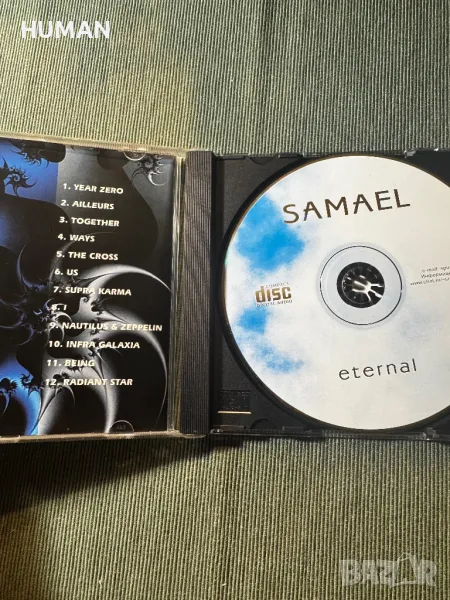 HUMAN
1. YEAR ZERO
2. AILLEURS
3. TOGETHER
4. WAYS
5. THE CROSS
6. US
7. SUPRA KARMA
8. I
9. NAUTILUS & ZEPPELIN
10. INFRA GALAXIA
11. BEING
12. RADIANT STAR
SAMAEL
COMPACT
disc
DIGITAL AUDIO
eternal
BAZAR